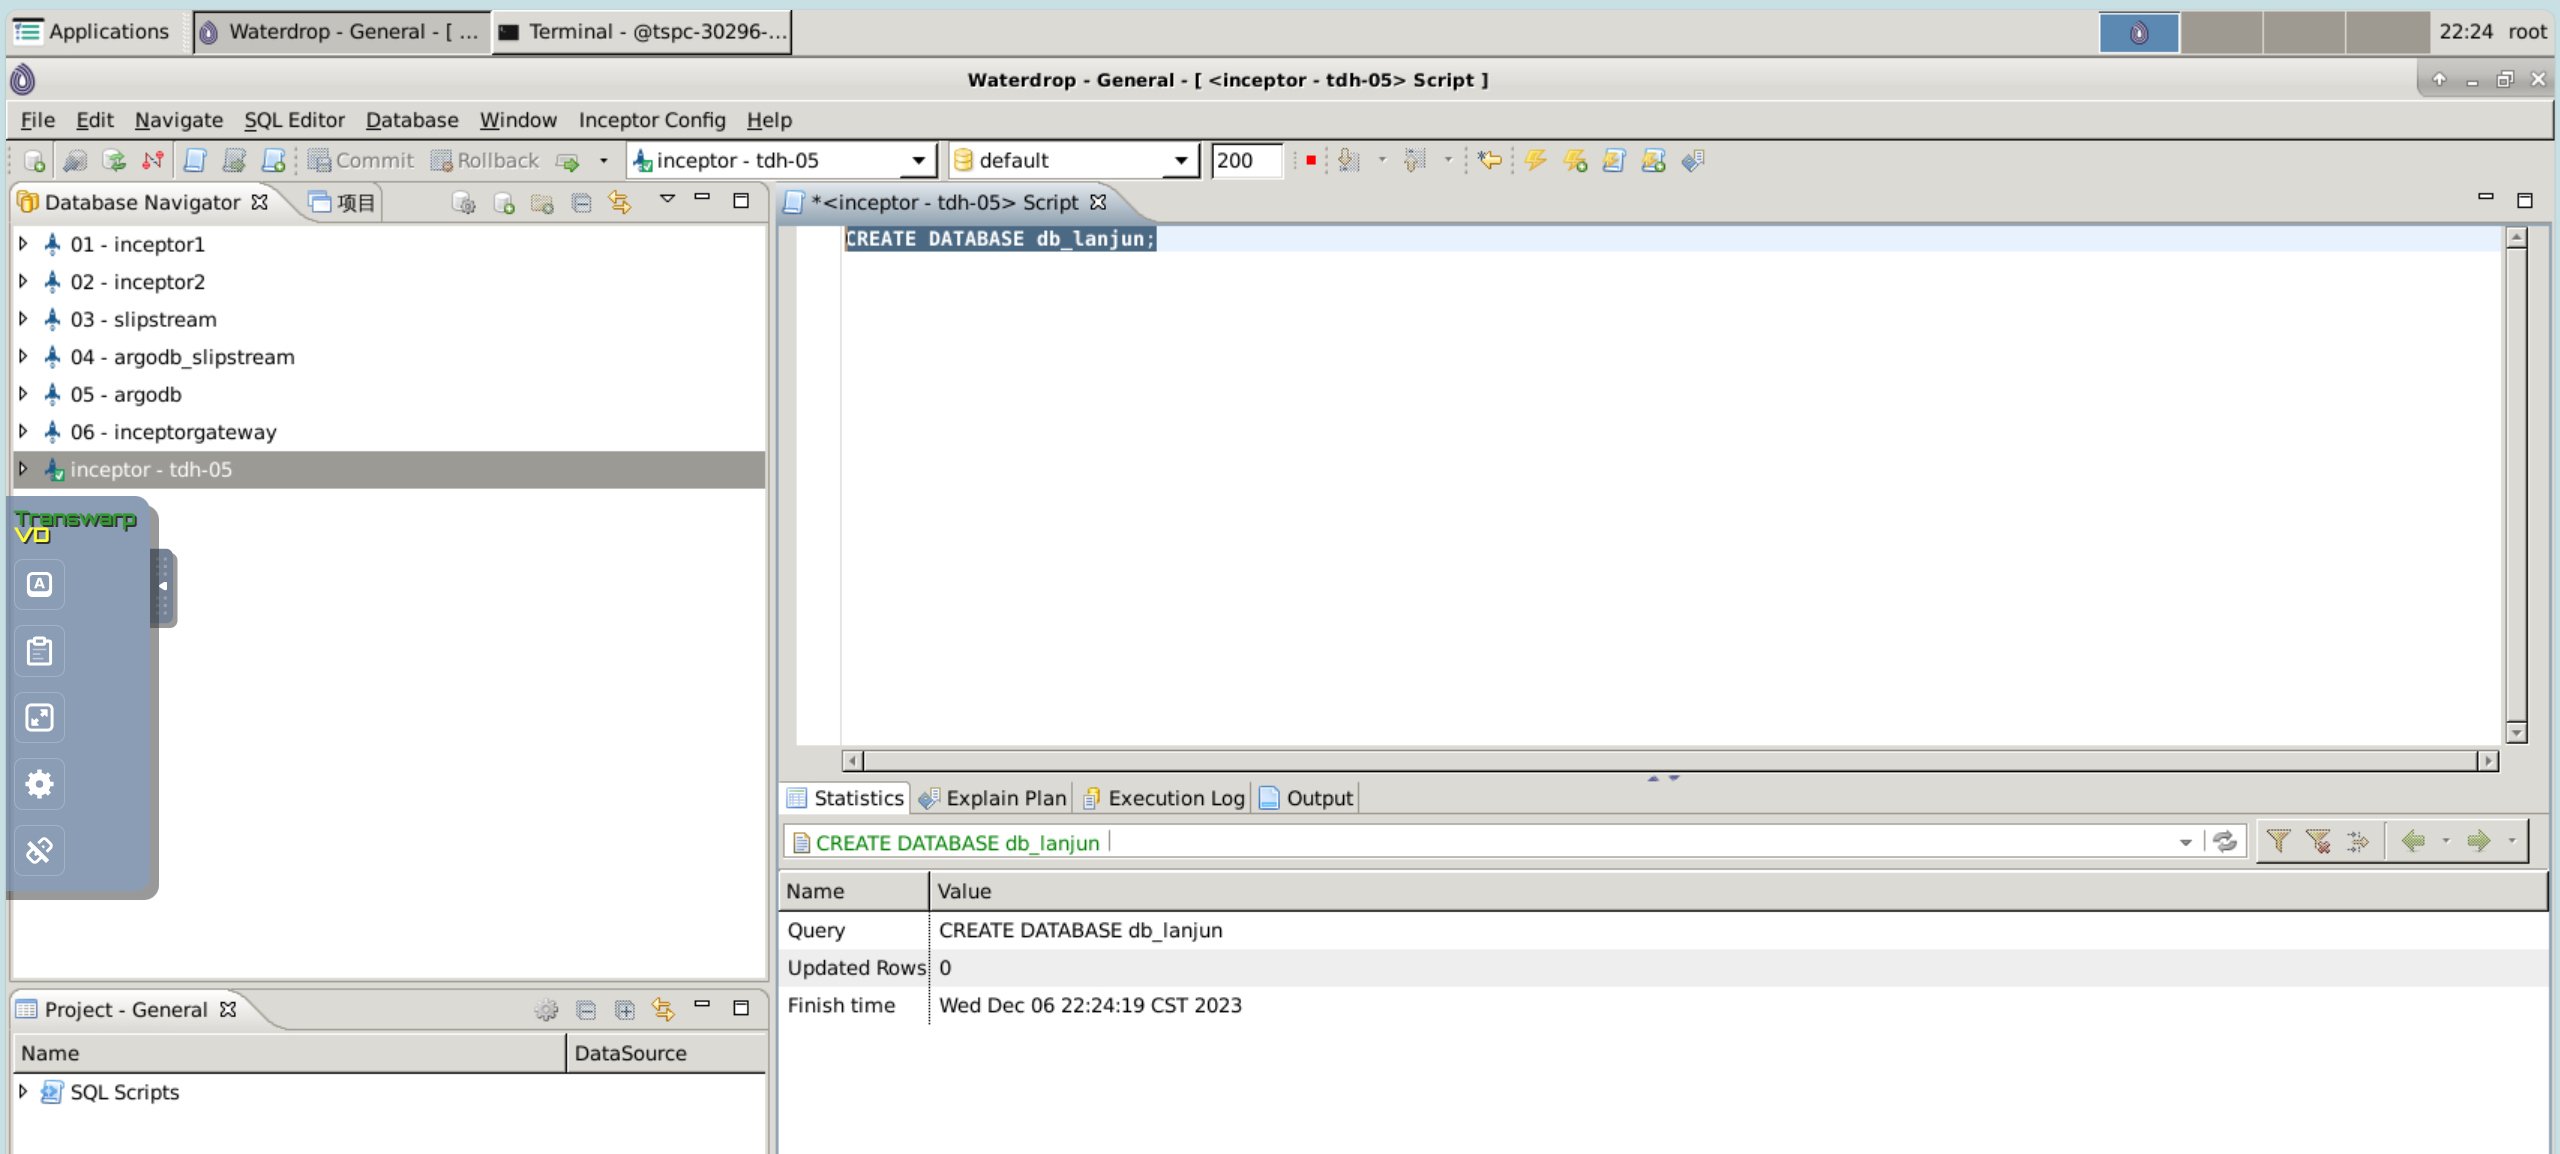 Applications
Waterdrop - General - [ ...
Terminal - @tspc-30296-...
22:24 root
Waterdrop - General - [ <inceptor - tdh-05> Script ]
File Edit Navigate SQL Editor Database Window Inceptor Config Help
Commit Rollback inceptor - tdh-05 default 200
Database Navigator 项目
01 - inceptor1
02 - inceptor2
03 - slipstream
04 - argodb_slipstream
05 - argodb
06 - inceptorgateway
inceptor - tdh-05
Transwarp
VD
A
Project - General
Name DataSource
SQL Scripts
*<inceptor - tdh-05> Script
CREATE DATABASE db_lanjun;
Statistics Explain Plan Execution Log Output
CREATE DATABASE db_lanjun
Name Value
Query CREATE DATABASE db_lanjun
Updated Rows 0
Finish time Wed Dec 06 22:24:19 CST 2023